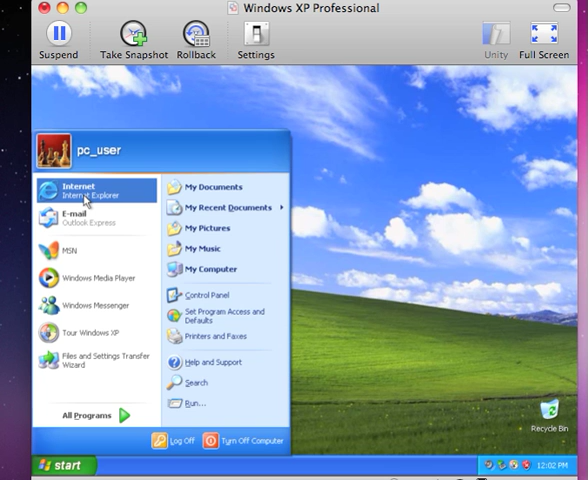 Windows XP Professional
Suspend
Take Snapshot
Rollback
Settings
Unity
Full Screen
pc_user
Internet
Internet Explorer
E-mail
Outlook Express
MSN
Windows Media Player
Windows Messenger
Tour Windows XP
Files and Settings Transfer
Wizard
All Programs
My Documents
My Recent Documents
My Pictures
My Music
My Computer
Control Panel
Set Program Access and
Defaults
Printers and Faxes
Help and Support
Search
Run...
Log Off
Turn Off Computer
Recycle Bin
start
12:02 PM